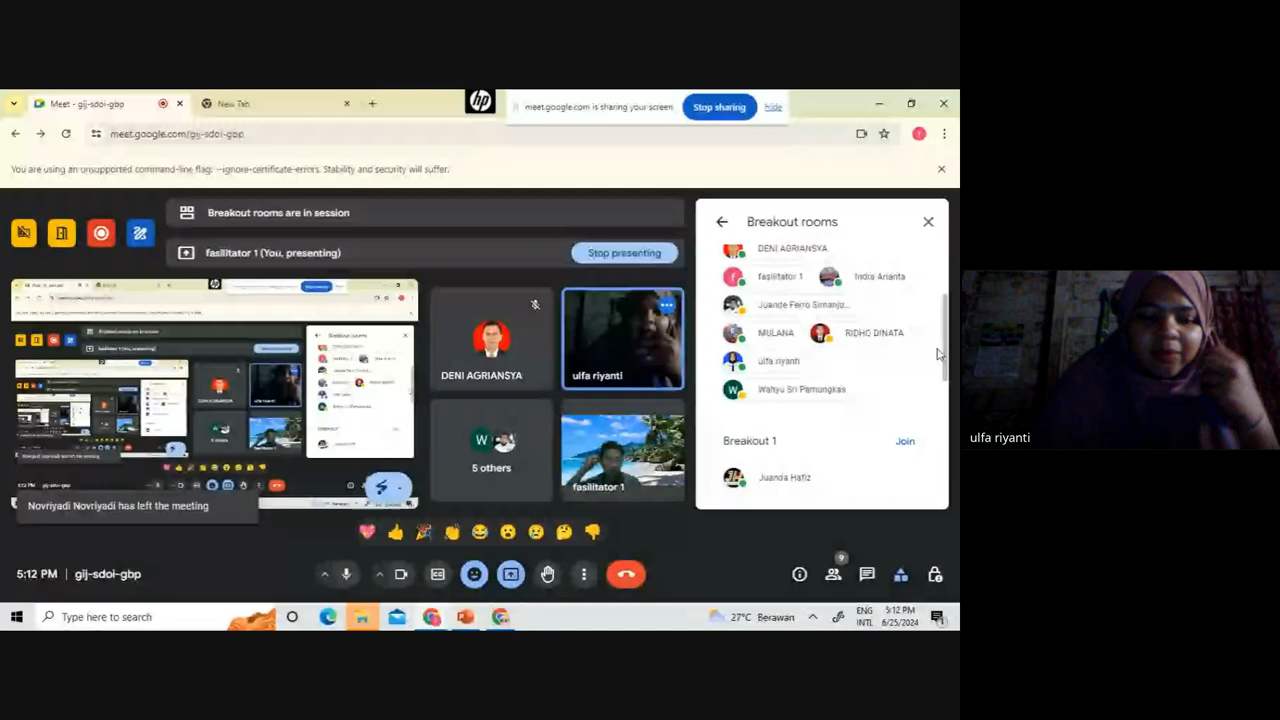 Meet - gij-sdoi-gbp
New Tab
hp
meet.google.com is sharing your screen
Stop sharing
hide
meet.google.com/gij-sdoi-gbp
You are using an unsupported command-line flag: --ignore-certificate-errors. Stability and security will suffer.
Breakout rooms are in session
fasilitator 1 (You, presenting)
Stop presenting
DENI AGRIANSYA
ulfa riyanti
W
5 others
fasilitator 1
Novriyadi Novriyadi has left the meeting
Breakout rooms
DENI AGRIANSYA
f fasilitator 1
Indra Arianta
Juande Ferro Simanjo...
MULANA
RIDHO DINATA
ulfa riyanti
W Wahyu Sri Pamungkas
Breakout 1
Join
Juanda Hafiz
5:12 PM | gij-sdoi-gbp
9
Type here to search
27°C Berawan
ENG
INTL
5:12 PM
6/25/2024
ulfa riyanti